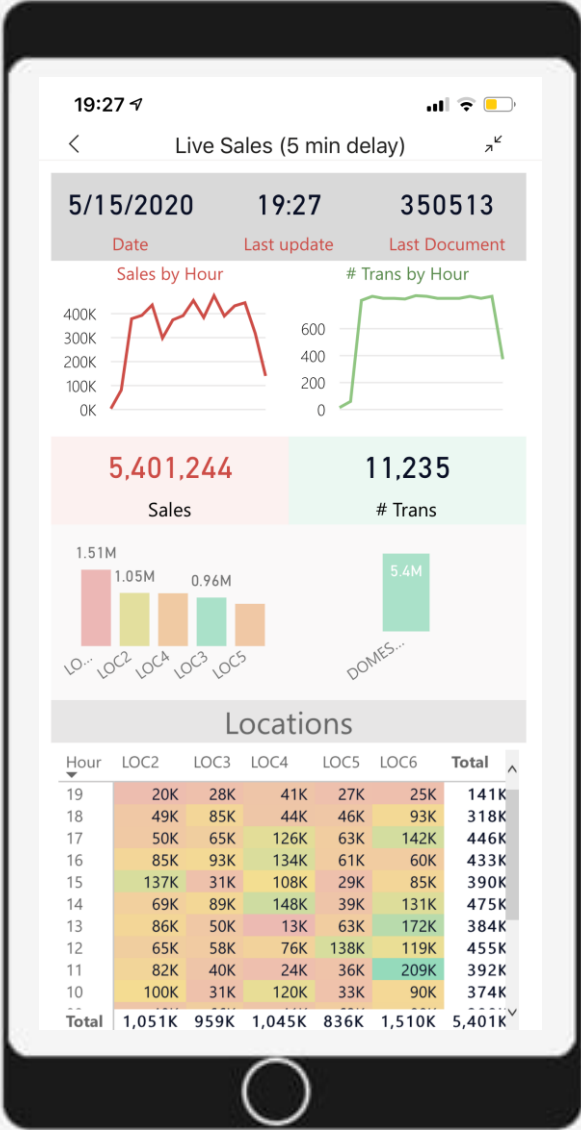 19:27
Live Sales (5 min delay)
5/15/2020 19:27 350513
Date Last update Last Document
Sales by Hour # Trans by Hour
400K
300K
200K
100K
0K
600
400
200
0
5,401,244 11,235
Sales # Trans
1.51M
1.05M
0.96M
5.4M
LO... LOC2 LOC4 LOC3 LOC5 DOMES...
Locations
Hour LOC2 LOC3 LOC4 LOC5 LOC6 Total
19 20K 28K 41K 27K 25K 141K
18 49K 85K 44K 46K 93K 318K
17 50K 65K 126K 63K 142K 446K
16 85K 93K 134K 61K 60K 433K
15 137K 31K 108K 29K 85K 390K
14 69K 89K 148K 39K 131K 475K
13 86K 50K 13K 63K 172K 384K
12 65K 58K 76K 138K 119K 455K
11 82K 40K 24K 36K 209K 392K
10 100K 31K 120K 33K 90K 374K
Total 1,051K 959K 1,045K 836K 1,510K 5,401K